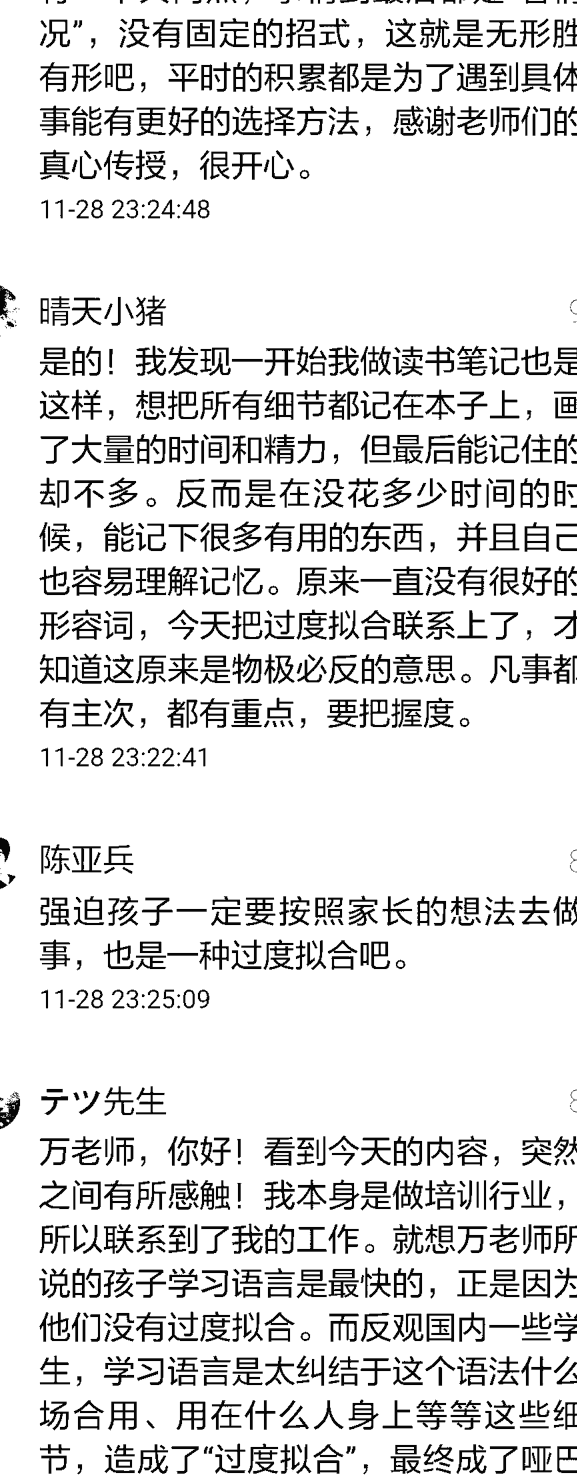 况”，没有固定的招式，这就是无形胜
有形吧，平时的积累都是为了遇到具体
事能有更好的选择方法，感谢老师们的
真心传授，很开心。
11-28 23:24:48
晴天小猪
是的！我发现一开始我做读书笔记也是
这样，想把所有细节都记在本子上，画
了大量的时间和精力，但最后能记住的
却不多。反而是在没花多少时间的时
候，能记下很多有用的东西，并且自己
也容易理解记忆。原来一直没有很好的
形容词，今天把过度拟合联系上了，才
知道这原来是物极必反的意思。凡事都
有主次，都有重点，要把握度。
11-28 23:22:41
陈亚兵
强迫孩子一定要按照家长的想法去做
事，也是一种过度拟合吧。
11-28 23:25:09
テツ先生
万老师，你好！看到今天的内容，突然
之间有所感触！我本身是做培训行业，
所以联系到了我的工作。就想万老师所
说的孩子学习语言是最快的，正是因为
他们没有过度拟合。而反观国内一些学
生，学习语言是太纠结于这个语法什么
场合用、用在什么人身上等等这些细
节，造成了“过度拟合”，最终成了哑巴